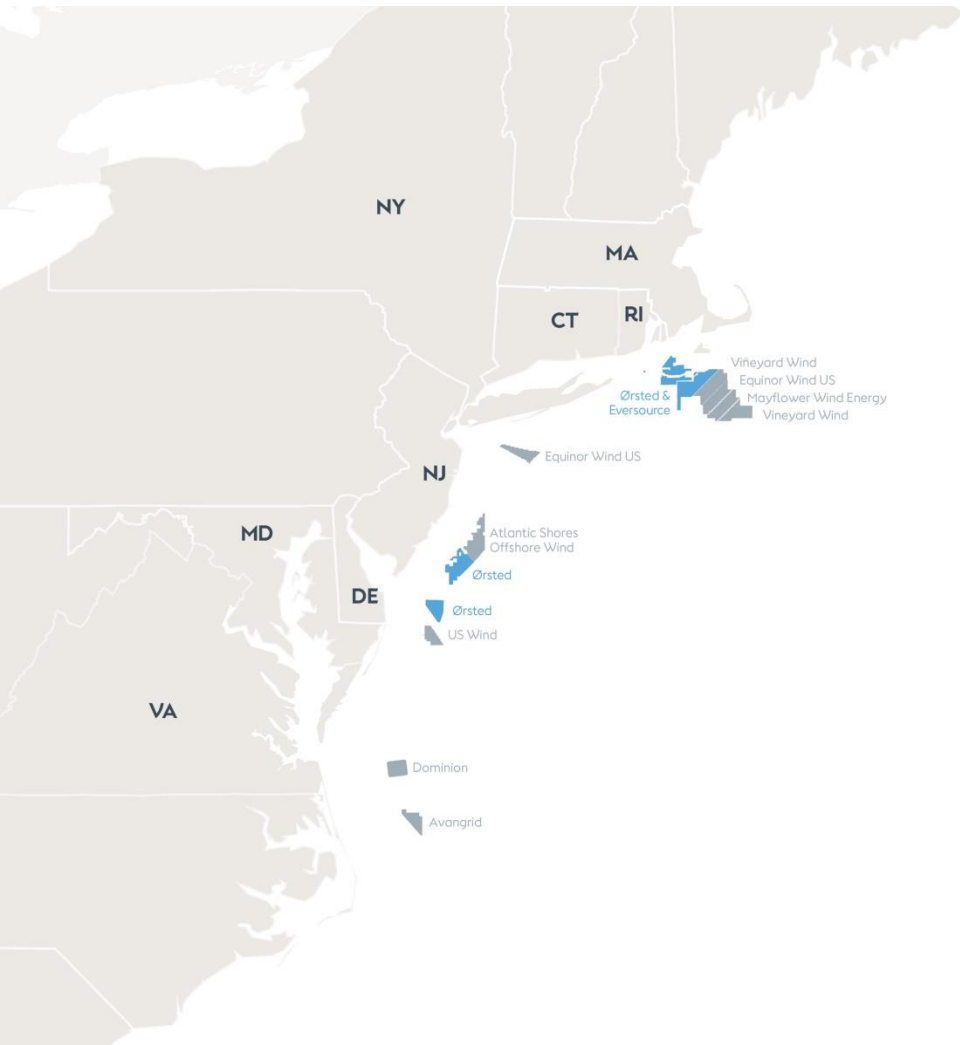 NY
MA
CT
RI
Vineyard Wind
Equinor Wind US
Mayflower Wind Energy
Vineyard Wind
Ørsted &
Eversource
Equinor Wind US
NJ
MD
Atlantic Shores
Offshore Wind
Ørsted
DE
Ørsted
US Wind
VA
Dominion
Avangrid